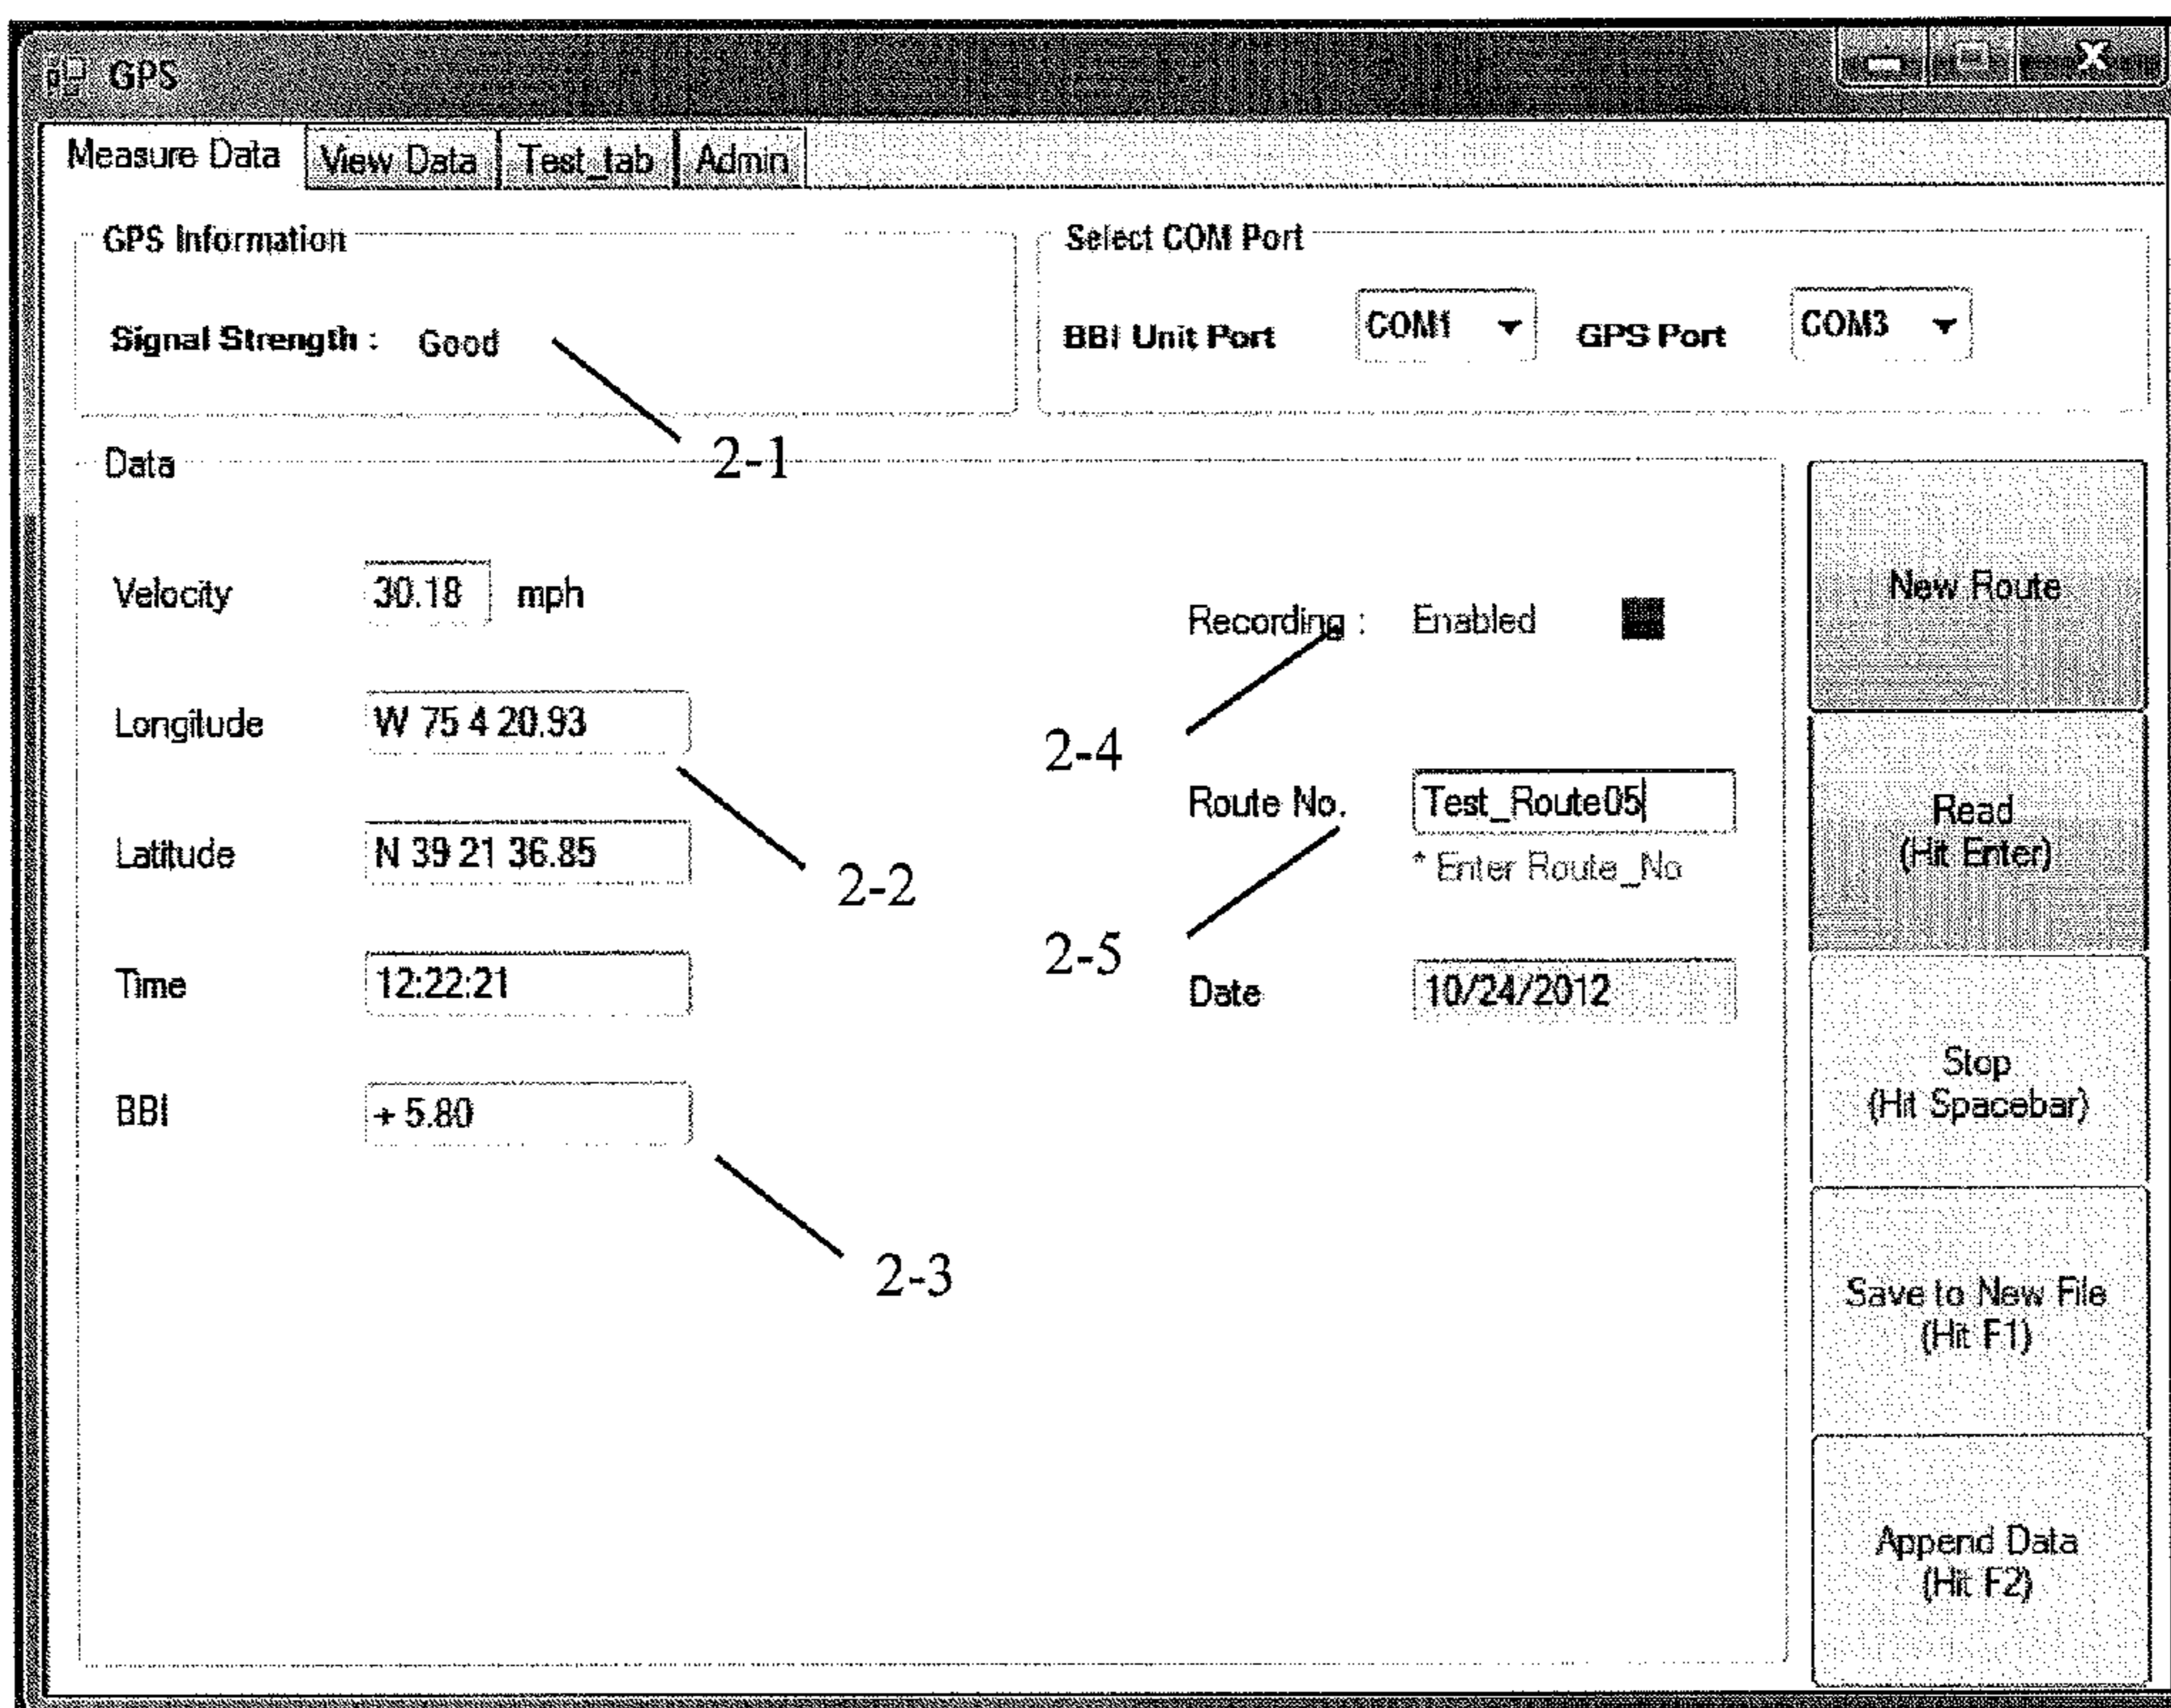 GPS
Measure Data View Data Test_tab Admin
GPS Information
Signal Strength : Good
2-1
Select COM Port
BBI Unit Port COM1 GPS Port COM3
Data
Velocity 30.18 mph
Longitude W 75 4 20.93
2-2
Latitude N 39 21 36.85
Time 12:22:21
BBI + 5.80
2-3
Recording : Enabled
2-4
Route No. Test_Route05
* Enter Route_No
2-5
Date 10/24/2012
New Route
Read
(Hit Enter)
Stop
(Hit Spacebar)
Save to New File
(Hit F1)
Append Data
(Hit F2)